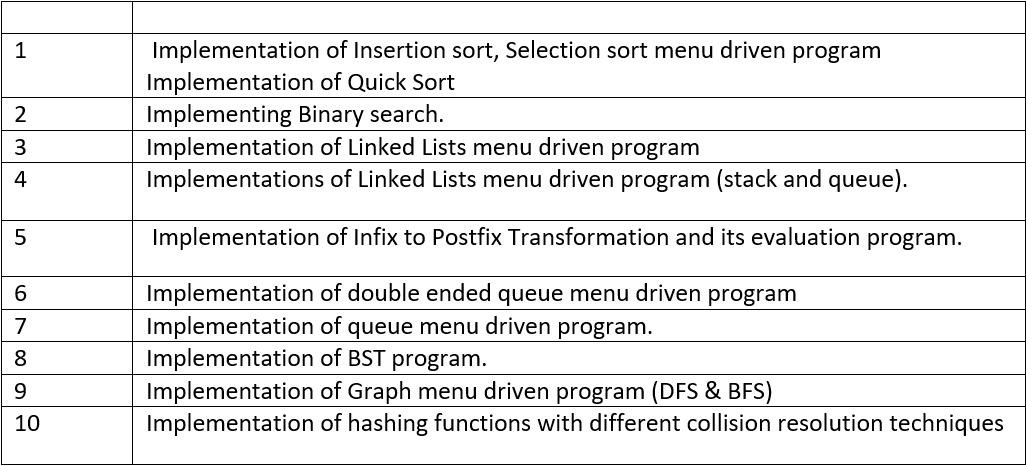 1 Implementation of Insertion sort, Selection sort menu driven program
Implementation of Quick Sort
2 Implementing Binary search.
3 Implementation of Linked Lists menu driven program
4 Implementations of Linked Lists menu driven program (stack and queue).
5 Implementation of Infix to Postfix Transformation and its evaluation program.
6 Implementation of double ended queue menu driven program
7 Implementation of queue menu driven program.
8 Implementation of BST program.
9 Implementation of Graph menu driven program (DFS & BFS)
10 Implementation of hashing functions with different collision resolution techniques